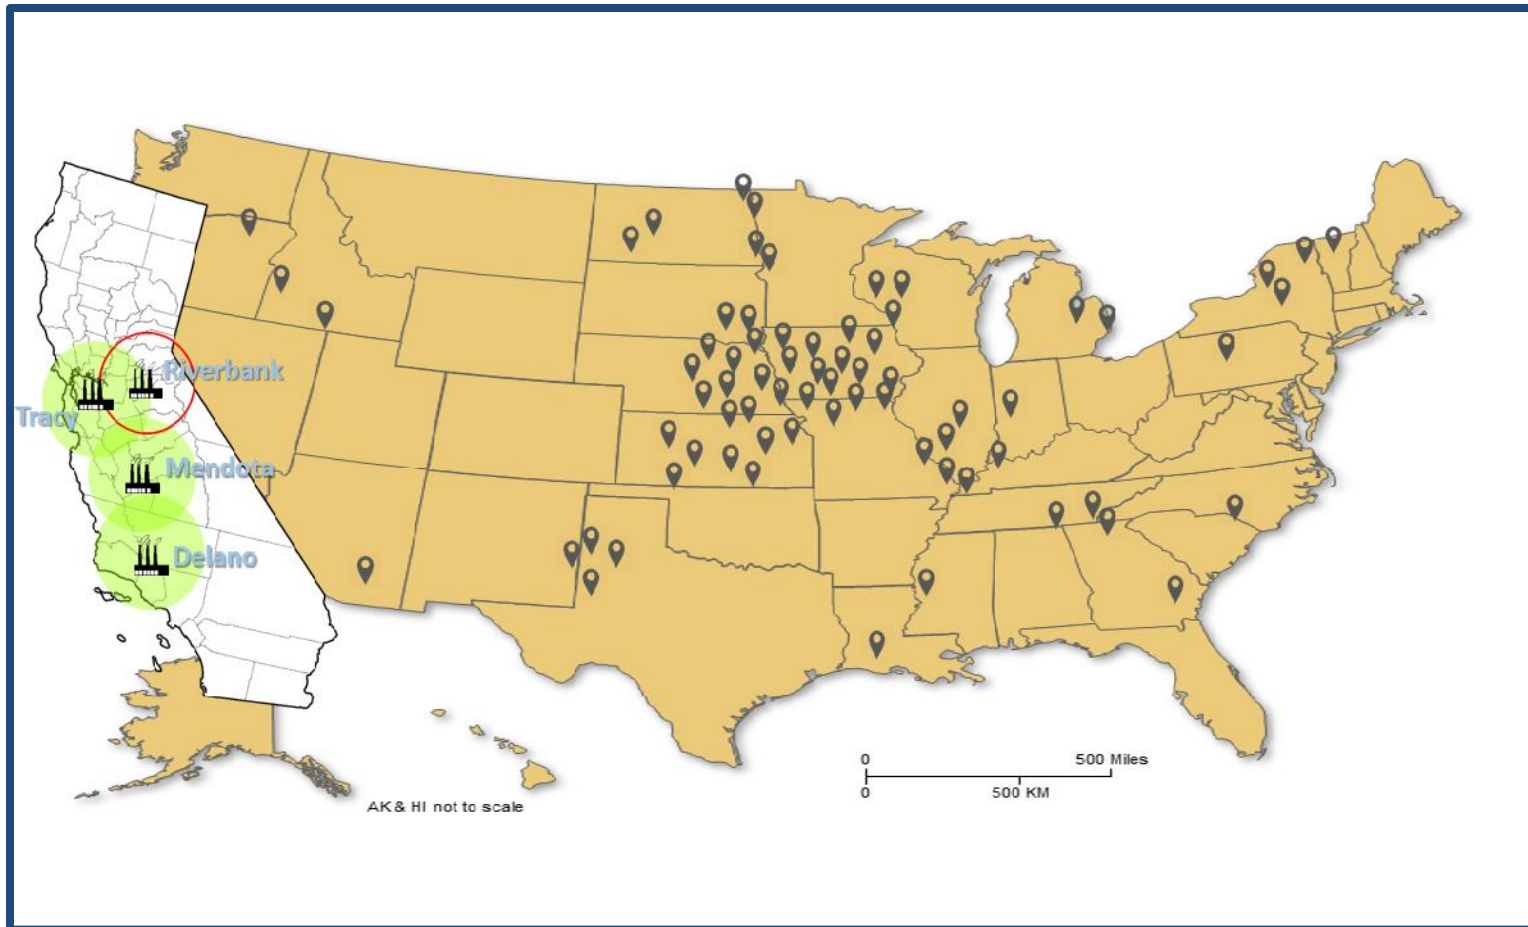 Riverbank
Tracy
Mendota
Delano
0 500 Miles
0 500 KM
AK & HI not to scale